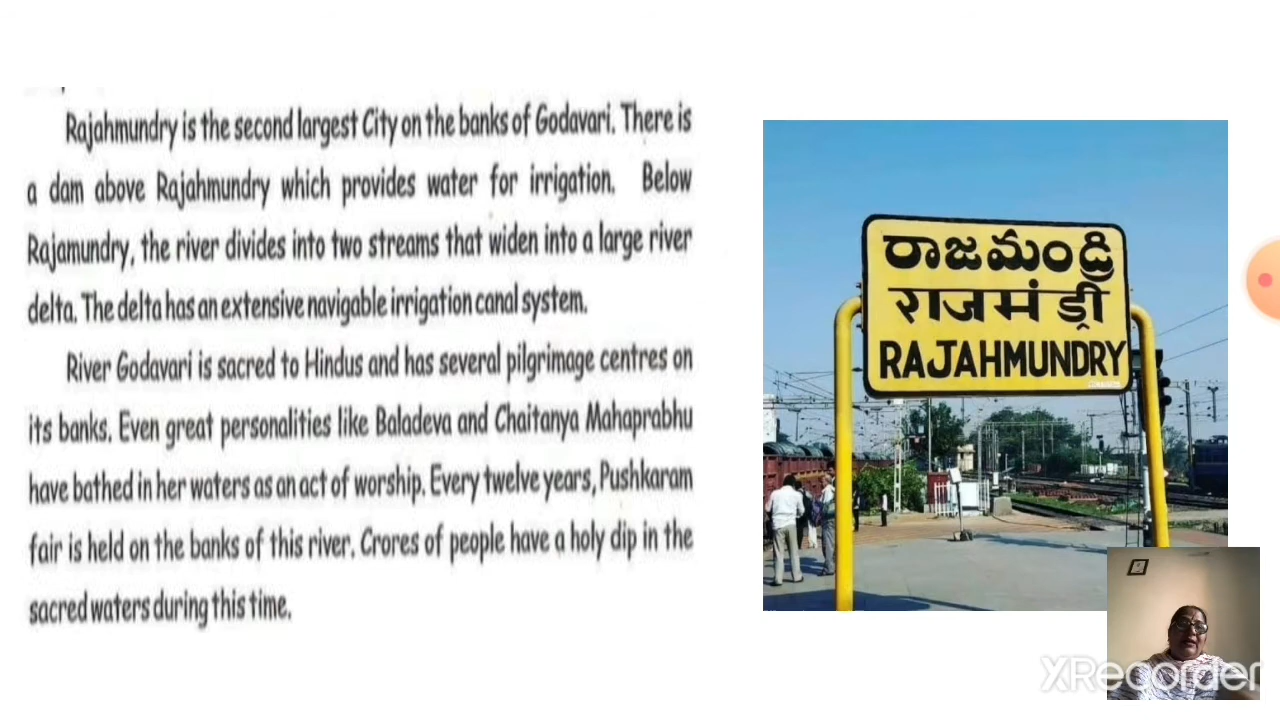 Rajahmundry is the second largest City on the banks of Godavari. There is
a dam above Rajahmundry which provides water for irrigation. Below
Rajamundry, the river divides into two streams that widen into a large river
delta. The delta has an extensive navigable irrigation canal system.
River Godavari is sacred to Hindus and has several pilgrimage centres on
its banks. Even great personalities like Baladeva and Chaitanya Mahaprabhu
have bathed in her waters as an act of worship. Every twelve years, Pushkaram
fair is held on the banks of this river. Crores of people have a holy dip in the
sacred waters during this time.
రాజమండ్రి
राजमंड्री
RAJAHMUNDRY
XRecorder